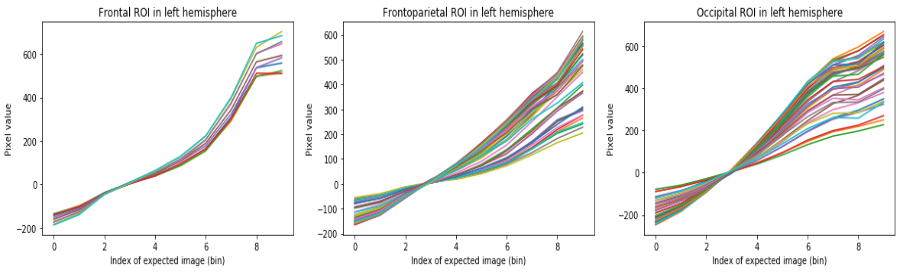 Frontal ROI in left hemisphere
Pixel value
600
400
200
0
−200
0 2 4 6 8
Index of expected image (bin)
Frontoparietal ROI in left hemisphere
Pixel value
600
500
400
300
200
100
0
−100
−200
0 2 4 6 8
Index of expected image (bin)
Occipital ROI in left hemisphere
Pixel value
600
400
200
0
−200
0 2 4 6 8
Index of expected image (bin)